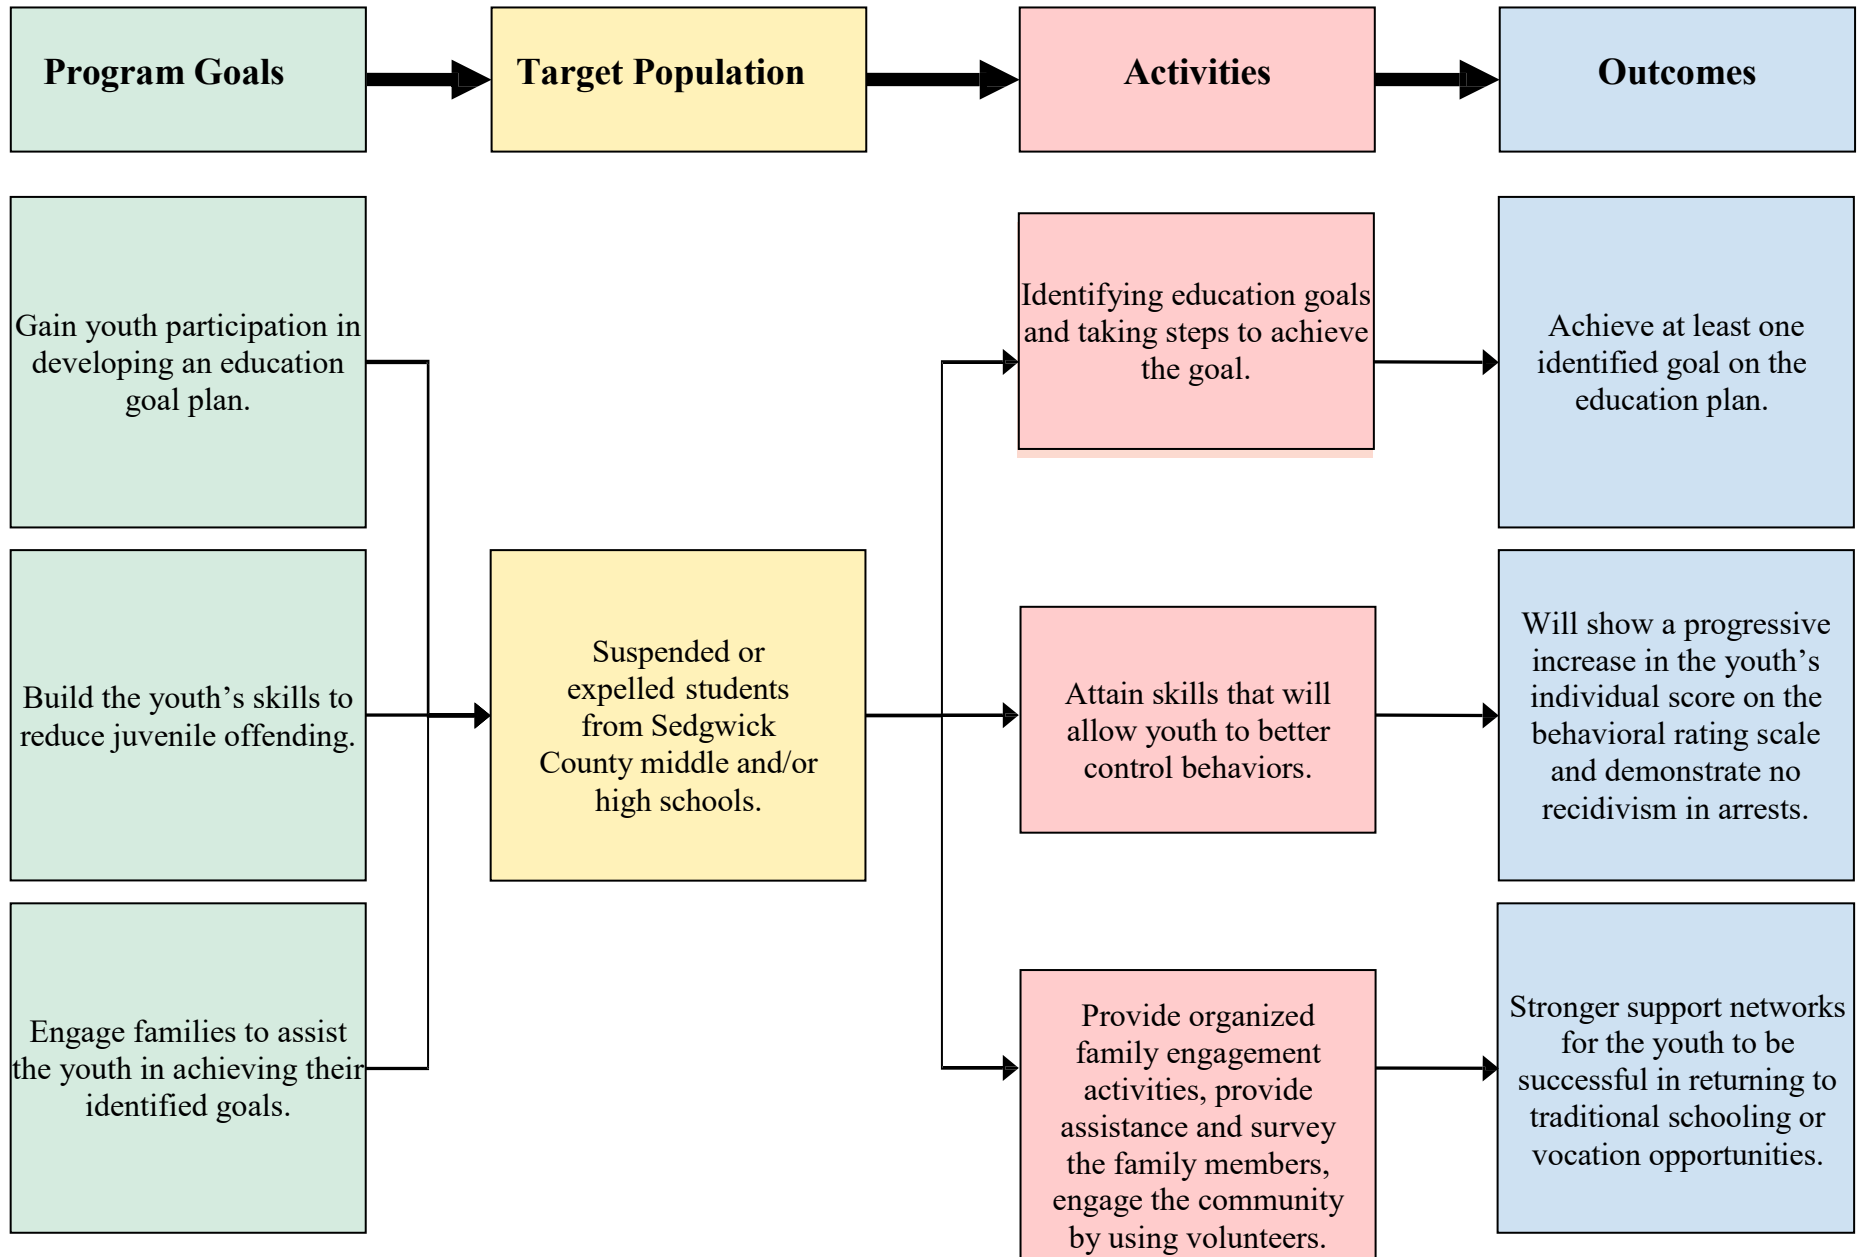 Program Goals
Target Population
Activities
Outcomes
Gain youth participation in
developing an education
goal plan.
Build the youth’s skills to
reduce juvenile offending.
Engage families to assist
the youth in achieving their
identified goals.
Suspended or
expelled students
from Sedgwick
County middle and/or
high schools.
Identifying education goals
and taking steps to achieve
the goal.
Attain skills that will
allow youth to better
control behaviors.
Provide organized
family engagement
activities, provide
assistance and survey
the family members,
engage the community
by using volunteers.
Achieve at least one
identified goal on the
education plan.
Will show a progressive
increase in the youth’s
individual score on the
behavioral rating scale
and demonstrate no
recidivism in arrests.
Stronger support networks
for the youth to be
successful in returning to
traditional schooling or
vocation opportunities.